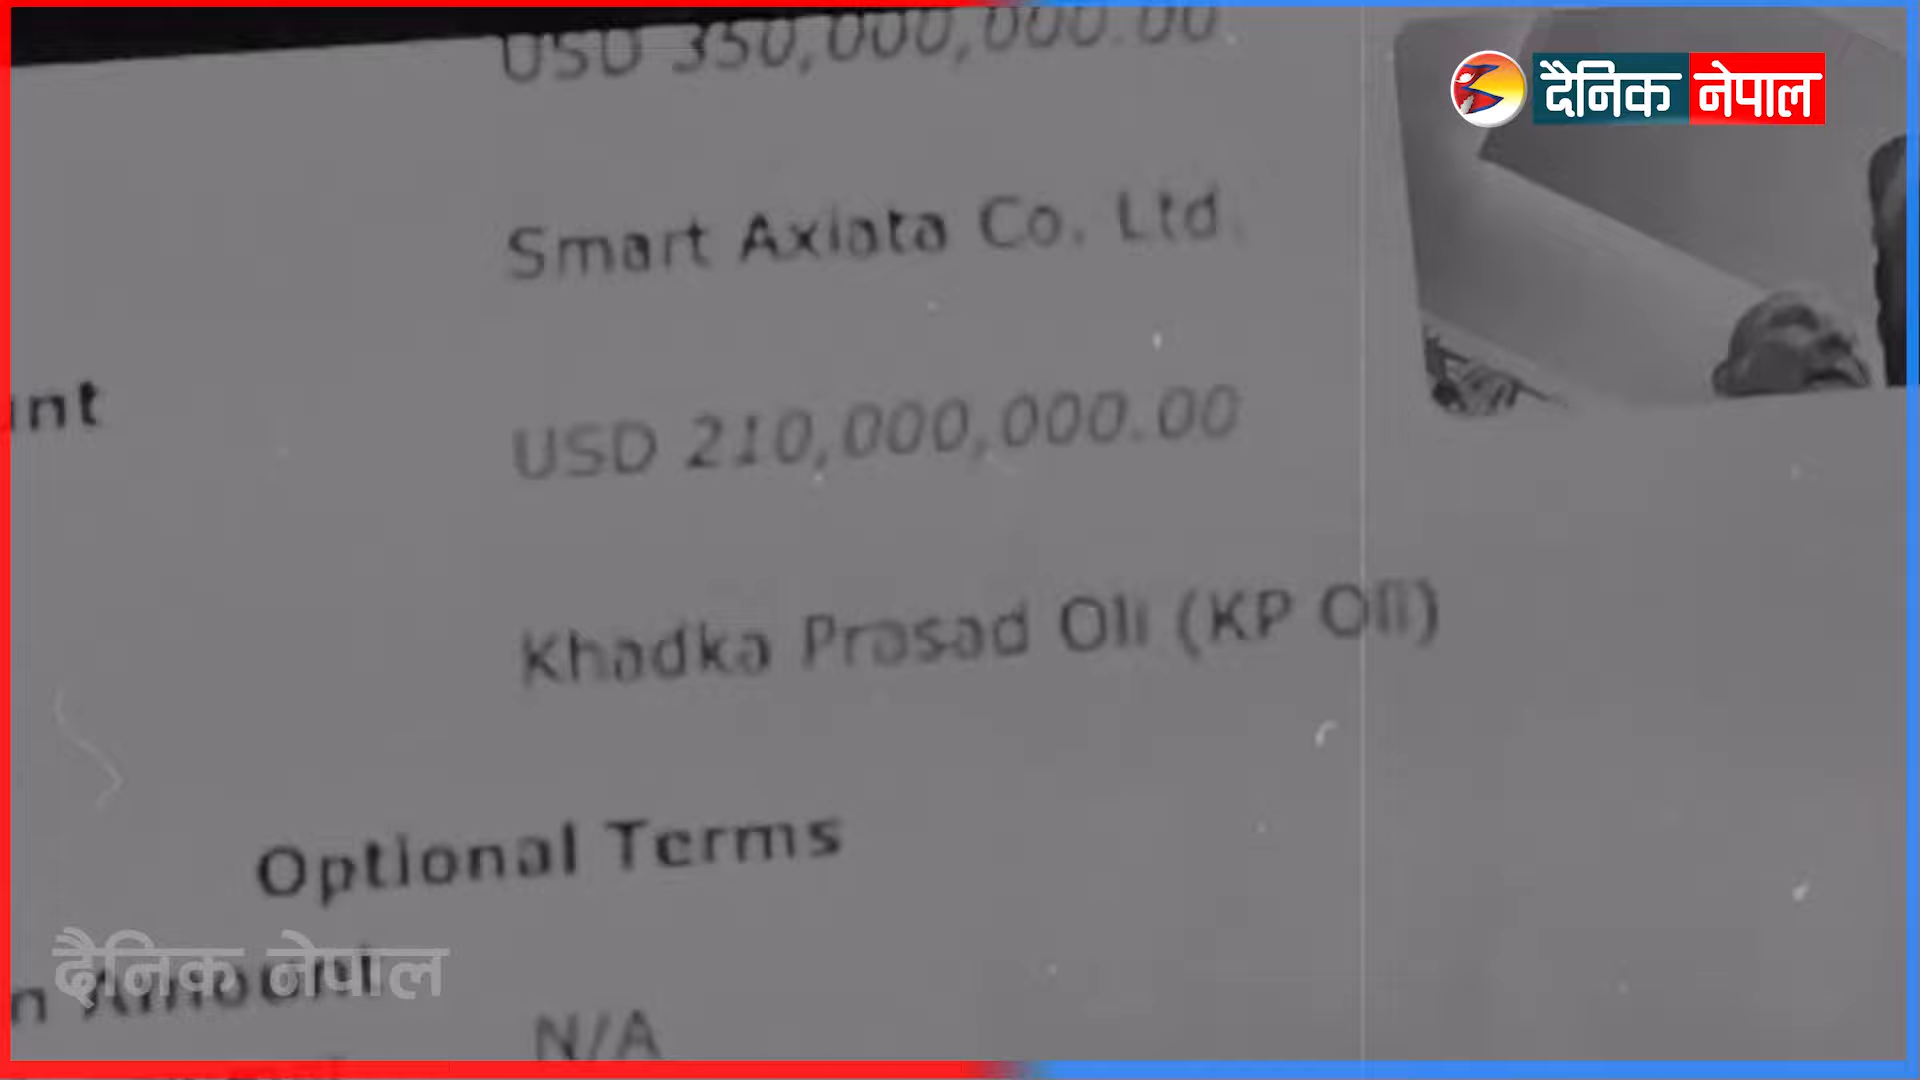 USD 350,000,000.00
दैनिक नेपाल
Smart Axiata Co. Ltd.
USD 210,000,000.00
Khadka Prasad Oli (KP Oli)
Optional Terms
दैनिक नेपाल
Amount
N/A